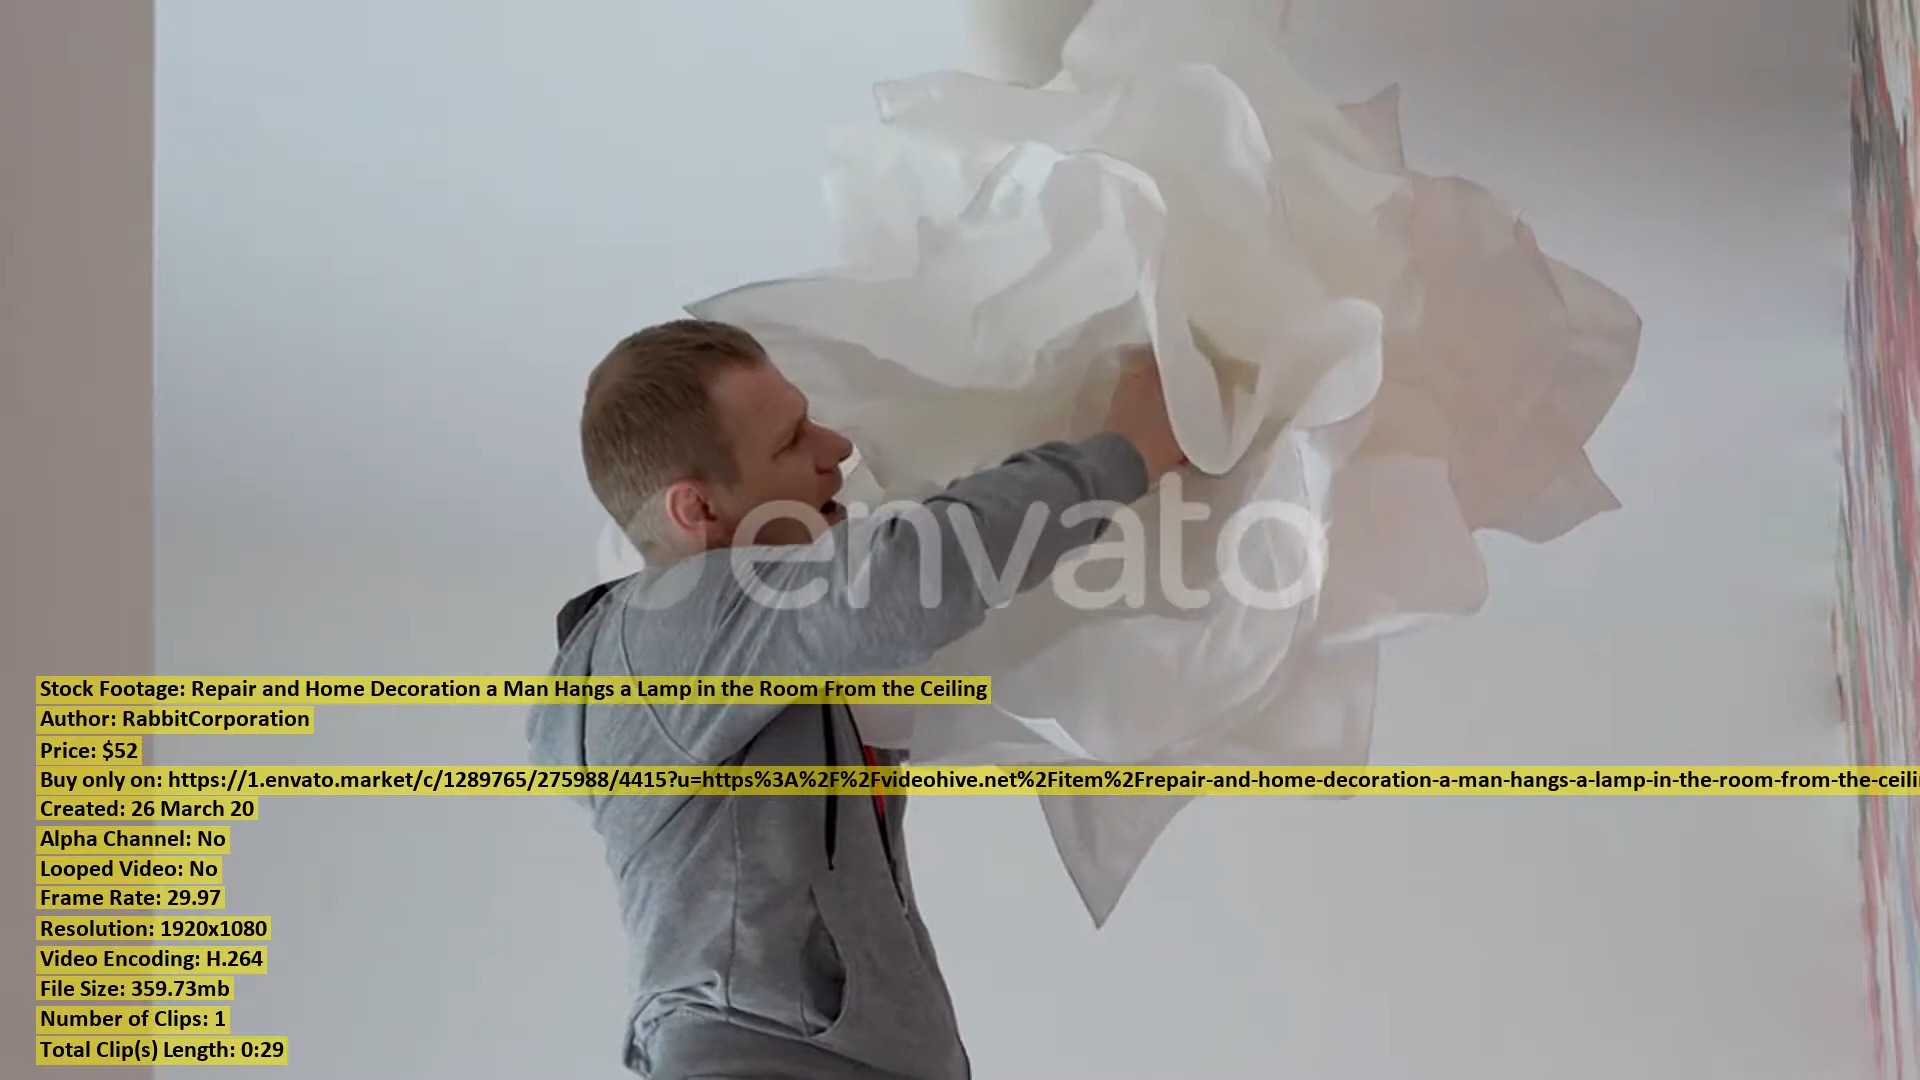 envato
Stock Footage: Repair and Home Decoration a Man Hangs a Lamp in the Room From the Ceiling
Author: RabbitCorporation
Price: $52
Buy only on: https://1.envato.market/c/1289765/275988/4415?u=https%3A%2F%2Fvideohive.net%2Fitem%2Frepair-and-home-decoration-a-man-hangs-a-lamp-in-the-room-from-the-ceili
Created: 26 March 20
Alpha Channel: No
Looped Video: No
Frame Rate: 29.97
Resolution: 1920x1080
Video Encoding: H.264
File Size: 359.73mb
Number of Clips: 1
Total Clip(s) Length: 0:29